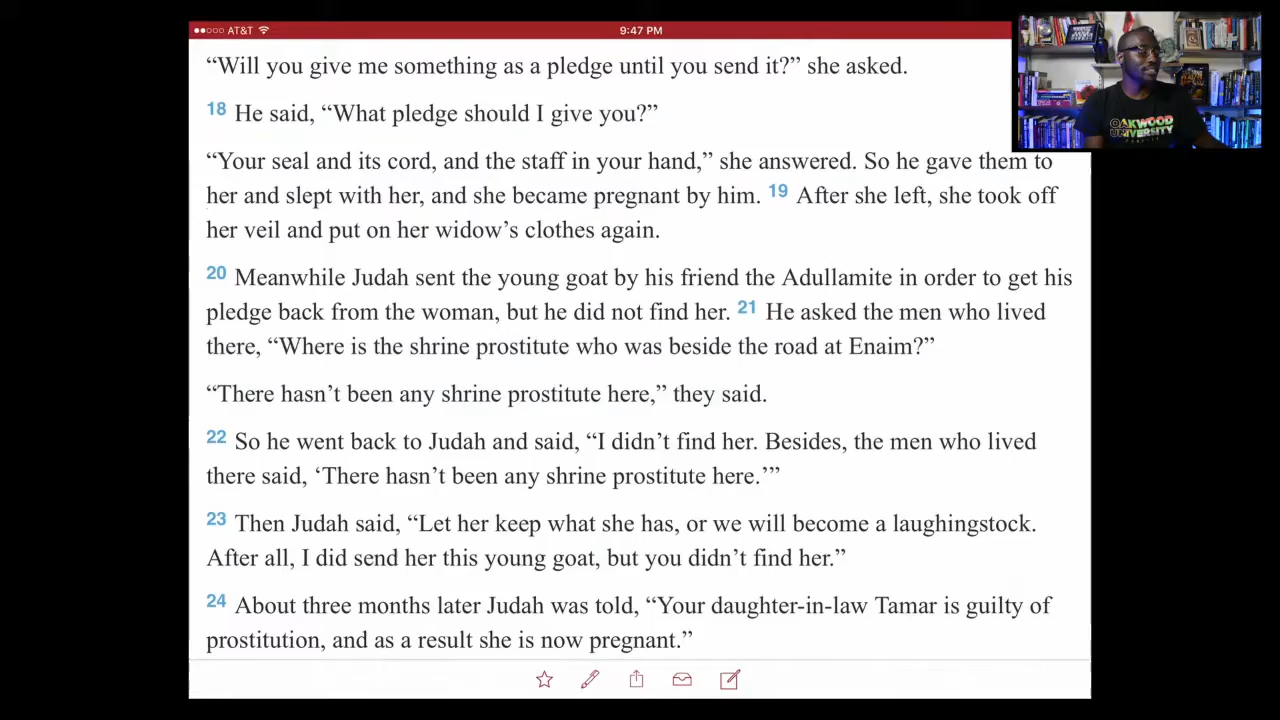 AT&T
9:47 PM
“Will you give me something as a pledge until you send it?” she asked.
18 He said, “What pledge should I give you?”
“Your seal and its cord, and the staff in your hand,” she answered. So he gave them to
her and slept with her, and she became pregnant by him. 19 After she left, she took off
her veil and put on her widow’s clothes again.
20 Meanwhile Judah sent the young goat by his friend the Adullamite in order to get his
pledge back from the woman, but he did not find her. 21 He asked the men who lived
there, “Where is the shrine prostitute who was beside the road at Enaim?”
“There hasn’t been any shrine prostitute here,” they said.
22 So he went back to Judah and said, “I didn’t find her. Besides, the men who lived
there said, ‘There hasn’t been any shrine prostitute here.’”
23 Then Judah said, “Let her keep what she has, or we will become a laughingstock.
After all, I did send her this young goat, but you didn’t find her.”
24 About three months later Judah was told, “Your daughter-in-law Tamar is guilty of
prostitution, and as a result she is now pregnant.”
OAKWOOD
UNIVERSITY